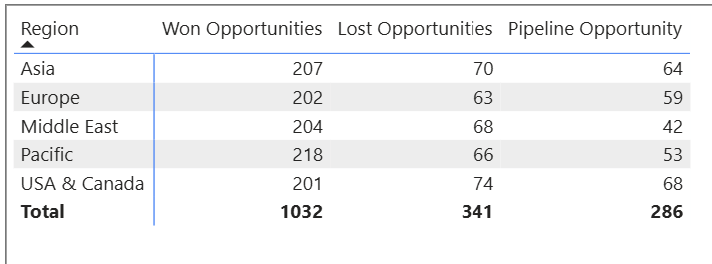 Region Won Opportunities Lost Opportunities Pipeline Opportunity
Asia 207 70 64
Europe 202 63 59
Middle East 204 68 42
Pacific 218 66 53
USA & Canada 201 74 68
Total 1032 341 286